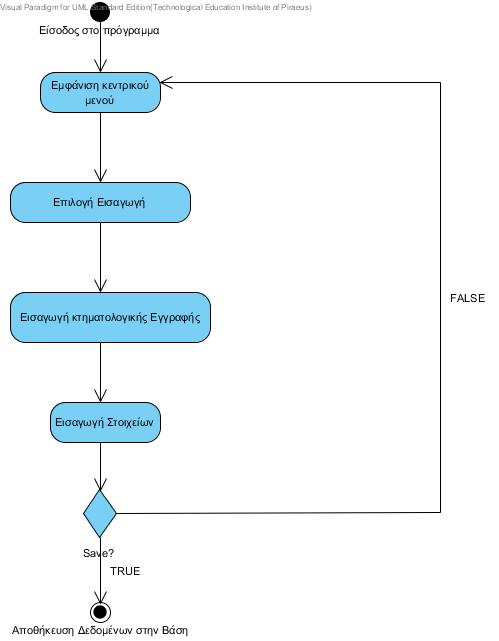 Visual Paradigm for UML Standard Edition(Technological Education Institute of Piraeus)
Είσοδος στο πρόγραμμα
Εμφάνιση κεντρικού
μενού
Επιλογή Εισαγωγή
FALSE
Εισαγωγή κτηματολογικής Εγγραφής
Εισαγωγή Στοιχείων
Save?
TRUE
Αποθήκευση Δεδομένων στην Βάση